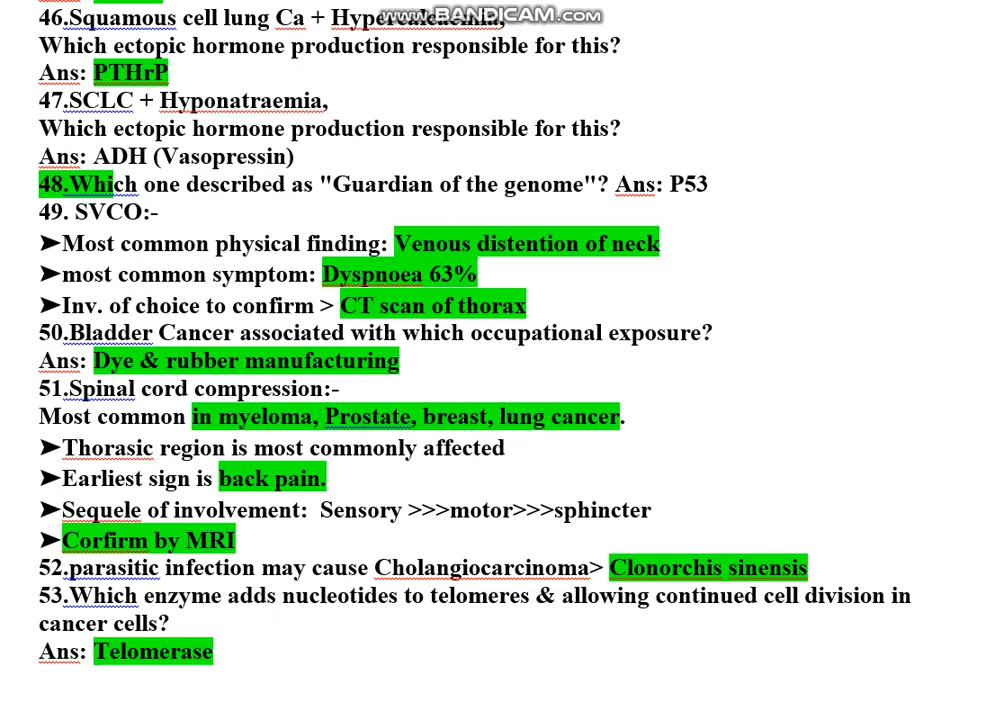 46.Squamous cell lung Ca + Hypercalcaemia,
www.BANDICAM.com
Which ectopic hormone production responsible for this?
Ans: PTHrP
47.SCLC + Hyponatraemia,
Which ectopic hormone production responsible for this?
Ans: ADH (Vasopressin)
48.Which one described as "Guardian of the genome"? Ans: P53
49. SVCO:-
➤Most common physical finding: Venous distention of neck
➤most common symptom: Dyspnoea 63%
➤Inv. of choice to confirm > CT scan of thorax
50.Bladder Cancer associated with which occupational exposure?
Ans: Dye & rubber manufacturing
51.Spinal cord compression:-
Most common in myeloma, Prostate, breast, lung cancer.
➤Thorasic region is most commonly affected
➤Earliest sign is back pain.
➤Sequele of involvement:  Sensory >>>motor>>>sphincter
➤Corfirm by MRI
52.parasitic infection may cause Cholangiocarcinoma> Clonorchis sinensis
53.Which enzyme adds nucleotides to telomeres & allowing continued cell division in
cancer cells?
Ans: Telomerase